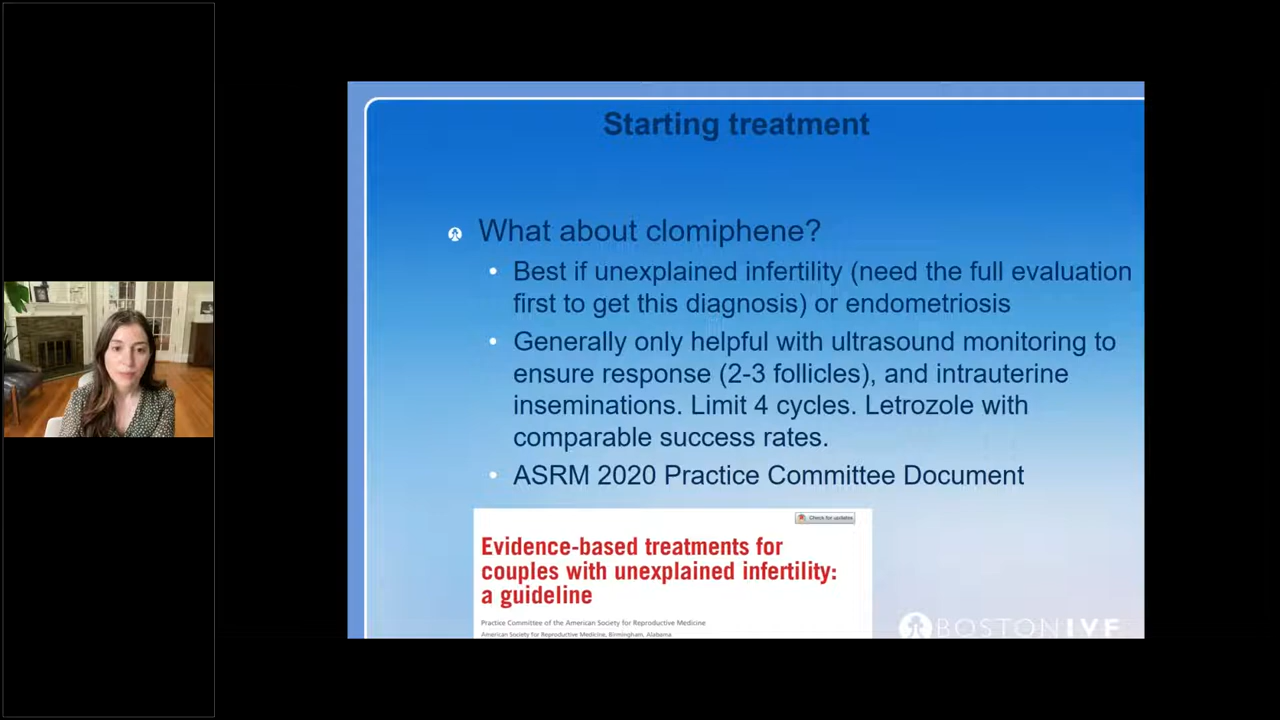 Starting treatment
What about clomiphene?
• Best if unexplained infertility (need the full evaluation
first to get this diagnosis) or endometriosis
• Generally only helpful with ultrasound monitoring to
ensure response (2-3 follicles), and intrauterine
inseminations. Limit 4 cycles. Letrozole with
comparable success rates.
• ASRM 2020 Practice Committee Document
Check for updates
Evidence-based treatments for
couples with unexplained infertility:
a guideline
Practice Committee of the American Society for Reproductive Medicine
American Society for Reproductive Medicine, Birmingham, Alabama
BOSTON IVF